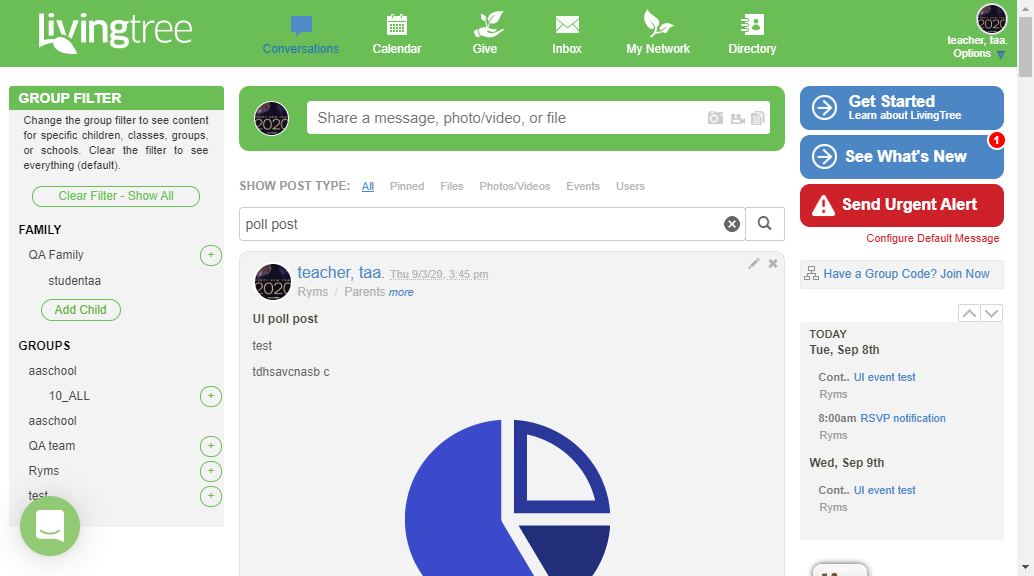 livingtree
Conversations
Calendar
Give
Inbox
My Network
Directory
2020
teacher, taa.
Options
GROUP FILTER
Change the group filter to see content
for specific children, classes, groups,
or schools. Clear the filter to see
everything (default).
Clear Filter - Show All
FAMILY
QA Family
+
studentaa
Add Child
GROUPS
aaschool
10_ALL
+
aaschool
QA team
+
Ryms
+
test
+
2020
Share a message, photo/video, or file
SHOW POST TYPE: All Pinned Files Photos/Videos Events Users
poll post
2020
teacher, taa. Thu 9/3/20, 3:45 pm
Ryms / Parents more
UI poll post
test
tdhsavcnasb c
Get Started
Learn about LivingTree
1
See What's New
Send Urgent Alert
Configure Default Message
Have a Group Code? Join Now
TODAY
Tue, Sep 8th
Cont.. UI event test
Ryms
8:00am RSVP notification
Ryms
Wed, Sep 9th
Cont.. UI event test
Ryms